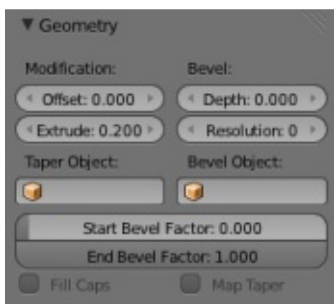 Geometry
Modification: Bevel:
Offset: 0.000 Depth: 0.000
Extrude: 0.200 Resolution: 0
Taper Object: Bevel Object:
Start Bevel Factor: 0.000
End Bevel Factor: 1.000
Fill Caps Map Taper